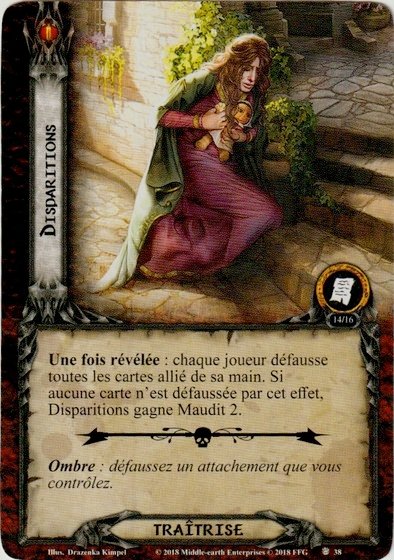 DISPARITIONS
14/16
Une fois révélée : chaque joueur défausse
toutes les cartes allié de sa main. Si
aucune carte n'est défaussée par cet effet,
Disparitions gagne Maudit 2.
Ombre : défaussez un attachement que vous
contrôlez.
TRAÎTRISE
Illus. Drazenka Kimpel © 2018 Middle-earth Enterprises © 2018 FFG 38